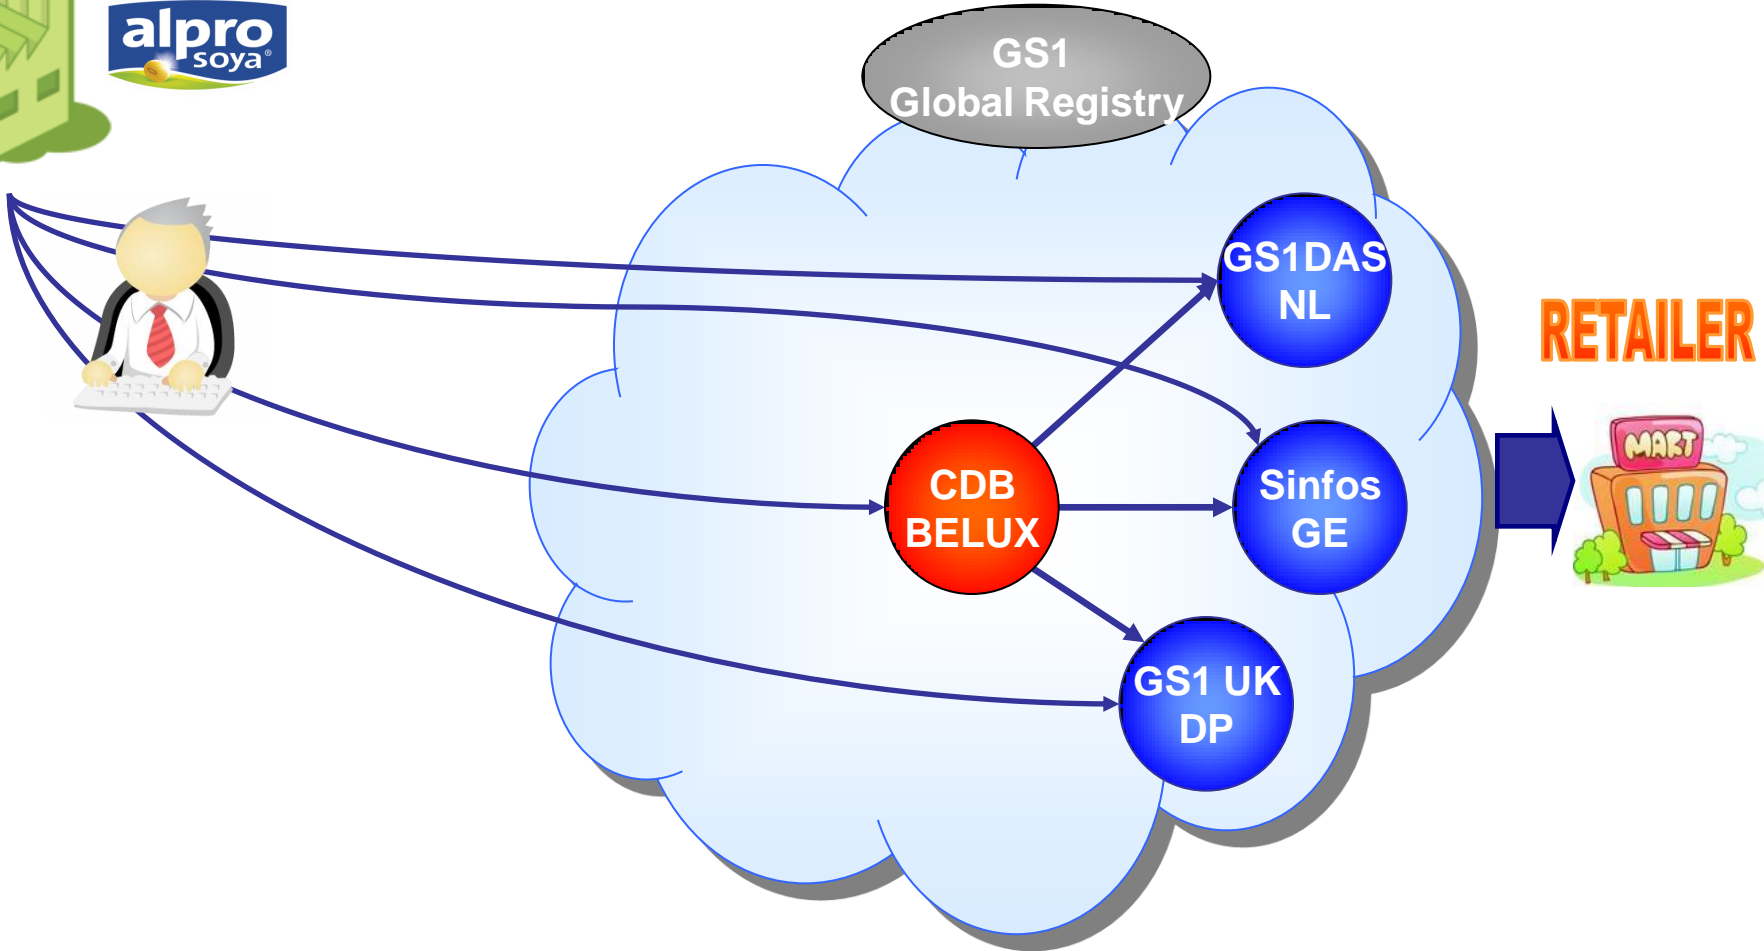 alpro
soya®
GS1
Global Registry
GS1DAS
NL
RETAILER
MART
CDB
BELUX
Sinfos
GE
GS1 UK
DP